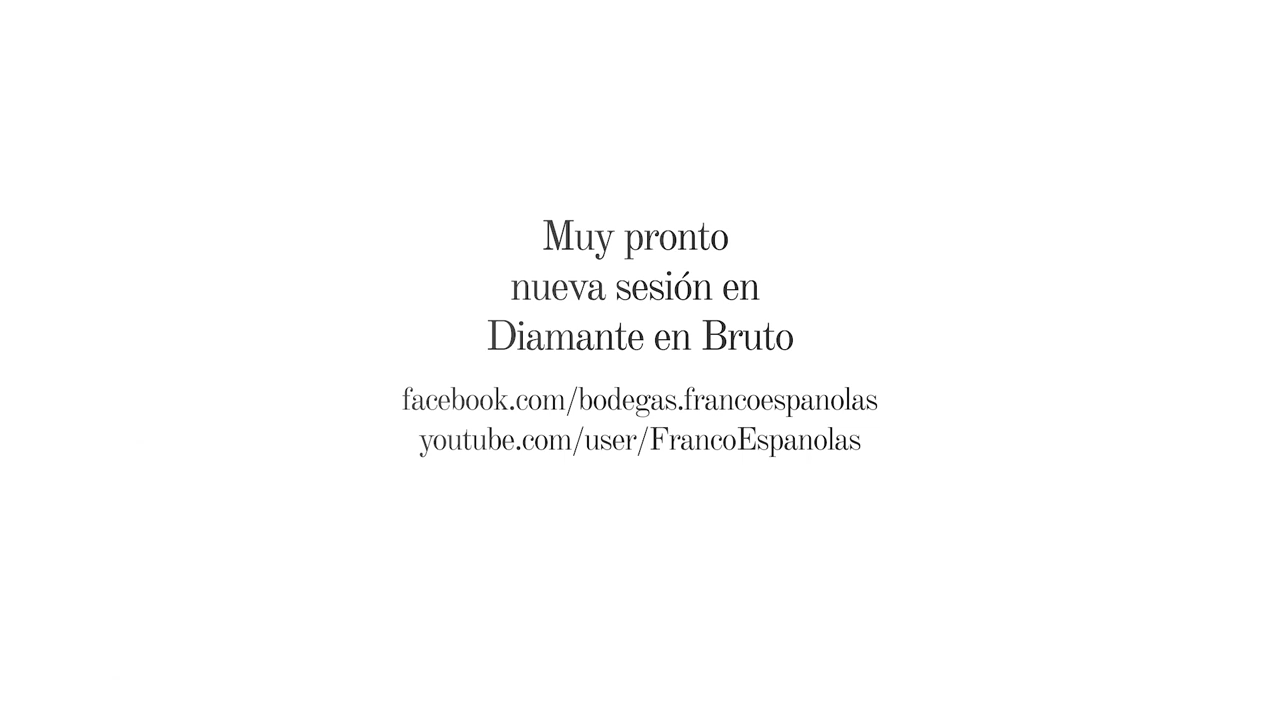 Muy pronto
nueva sesión en
Diamante en Bruto
facebook.com/bodegas.francoespanolas
youtube.com/user/FrancoEspanolas